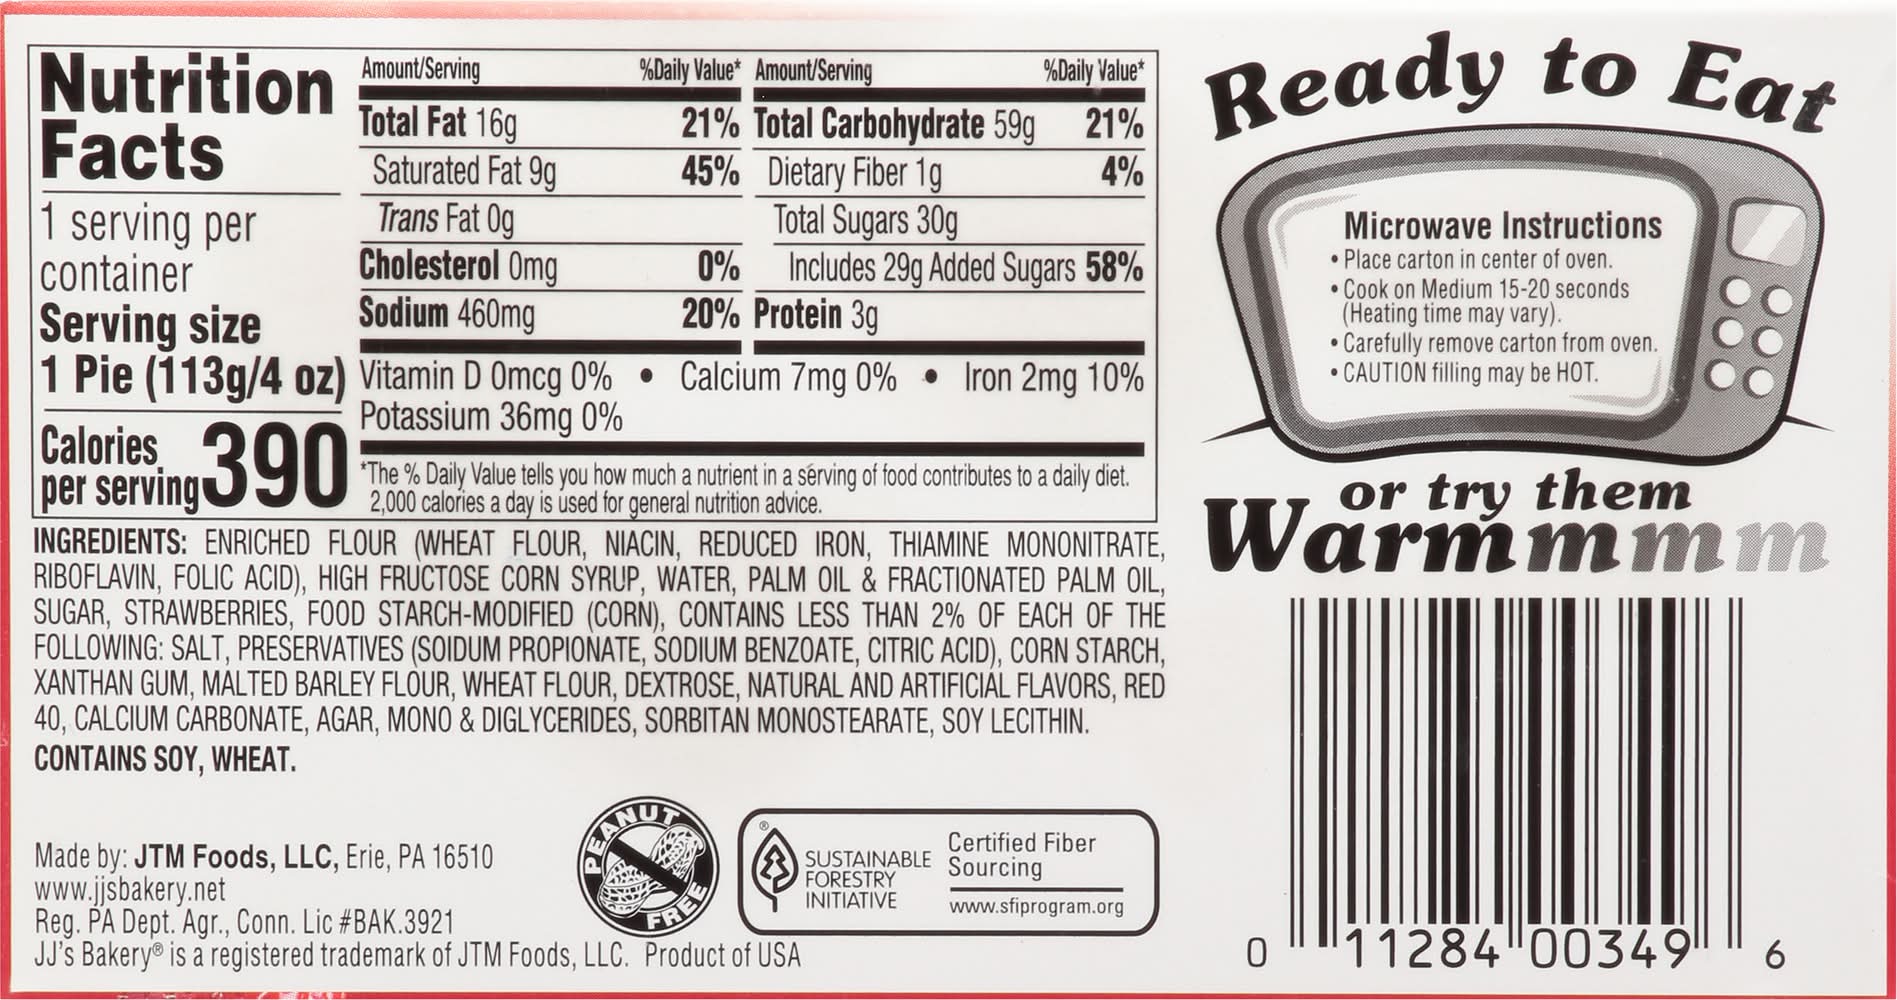 Nutrition
Facts
1 serving per
container
Serving size
1 Pie (113g/4 oz)
Calories
per serving 390
Amount/Serving %Daily Value*
Total Fat 16g 21%
Saturated Fat 9g 45%
Trans Fat 0g
Cholesterol 0mg 0%
Sodium 460mg 20%
Amount/Serving %Daily Value*
Total Carbohydrate 59g 21%
Dietary Fiber 1g 4%
Total Sugars 30g
Includes 29g Added Sugars 58%
Protein 3g
Vitamin D 0mcg 0% • Calcium 7mg 0% • Iron 2mg 10%
Potassium 36mg 0%
*The % Daily Value tells you how much a nutrient in a serving of food contributes to a daily diet.
2,000 calories a day is used for general nutrition advice.
INGREDIENTS: ENRICHED FLOUR (WHEAT FLOUR, NIACIN, REDUCED IRON, THIAMINE MONONITRATE,
RIBOFLAVIN, FOLIC ACID), HIGH FRUCTOSE CORN SYRUP, WATER, PALM OIL & FRACTIONATED PALM OIL,
SUGAR, STRAWBERRIES, FOOD STARCH-MODIFIED (CORN), CONTAINS LESS THAN 2% OF EACH OF THE
FOLLOWING: SALT, PRESERVATIVES (SOIDUM PROPIONATE, SODIUM BENZOATE, CITRIC ACID), CORN STARCH,
XANTHAN GUM, MALTED BARLEY FLOUR, WHEAT FLOUR, DEXTROSE, NATURAL AND ARTIFICIAL FLAVORS, RED
40, CALCIUM CARBONATE, AGAR, MONO & DIGLYCERIDES, SORBITAN MONOSTEARATE, SOY LECITHIN.
CONTAINS SOY, WHEAT.
Made by: JTM Foods, LLC, Erie, PA 16510
www.jjsbakery.net
Reg. PA Dept. Agr., Conn. Lic #BAK.3921
JJ's Bakery® is a registered trademark of JTM Foods, LLC. Product of USA
PEANUT
FREE
®
SUSTAINABLE
FORESTRY
INITIATIVE
Certified Fiber
Sourcing
www.sfiprogram.org
Ready to Eat
Microwave Instructions
• Place carton in center of oven.
• Cook on Medium 15-20 seconds
(Heating time may vary).
• Carefully remove carton from oven.
• CAUTION filling may be HOT.
or try them
Warmmmm
0 11284 00349 6